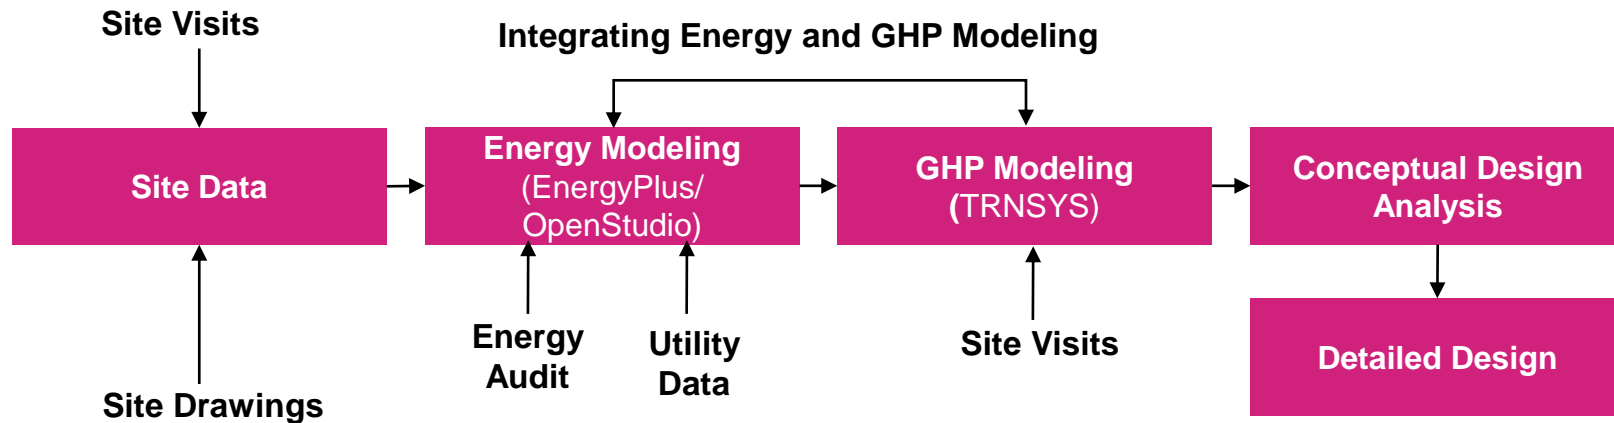 Site Visits
Integrating Energy and GHP Modeling
Site Data
Energy Modeling
(EnergyPlus/
OpenStudio)
GHP Modeling
(TRNSYS)
Conceptual Design
Analysis
Energy
Audit
Utility
Data
Site Visits
Detailed Design
Site Drawings